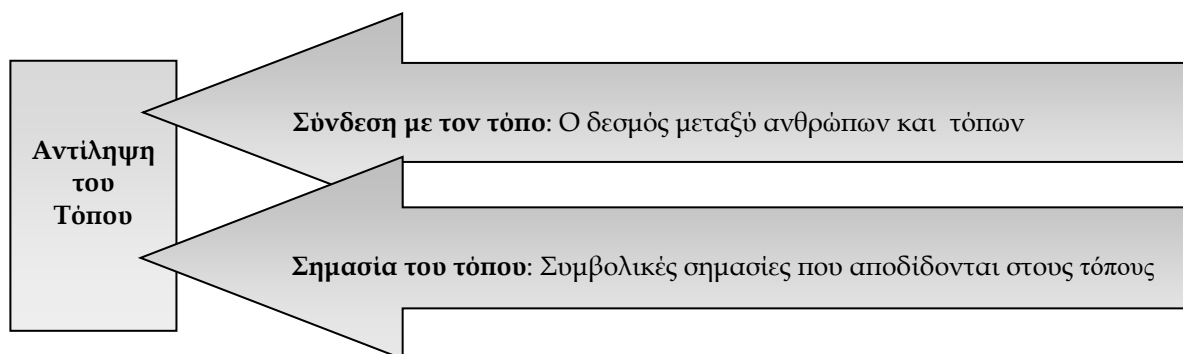 Αντίληψη
του
Τόπου
Σύνδεση με τον τόπο: Ο δεσμός μεταξύ ανθρώπων και τόπων
Σημασία του τόπου: Συμβολικές σημασίες που αποδίδονται στους τόπους